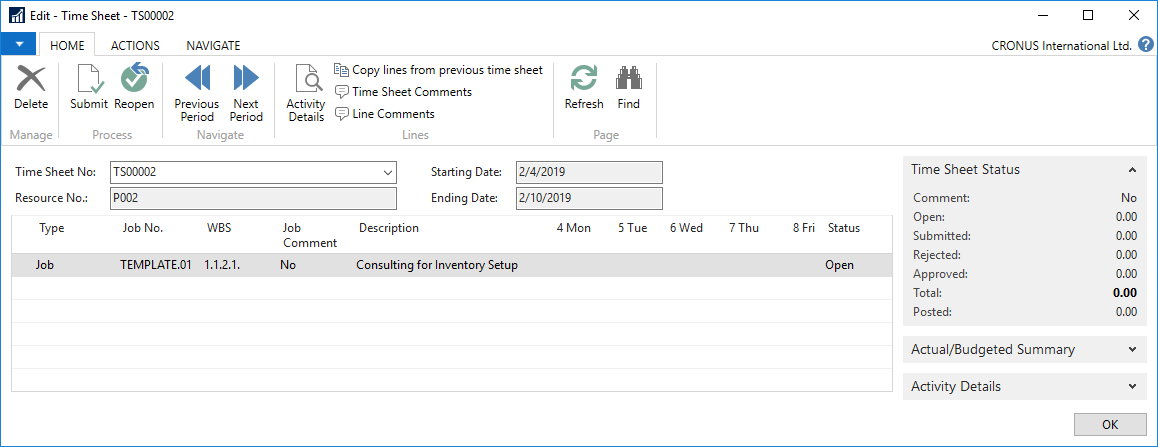 Edit - Time Sheet - TS00002
HOME ACTIONS NAVIGATE CRONUS International Ltd. ?
Delete
Manage
Submit Reopen
Process
Previous Period Next Period
Navigate
Activity Details
Copy lines from previous time sheet
Time Sheet Comments
Line Comments
Lines
Refresh Find
Page
Time Sheet No: TS00002 Starting Date: 2/4/2019
Resource No.: P002 Ending Date: 2/10/2019
Type Job No. WBS Job Comment Description 4 Mon 5 Tue 6 Wed 7 Thu 8 Fri Status
Job TEMPLATE.01 1.1.2.1. No Consulting for Inventory Setup Open
Time Sheet Status
Comment: No
Open: 0.00
Submitted: 0.00
Rejected: 0.00
Approved: 0.00
Total: 0.00
Posted: 0.00
Actual/Budgeted Summary
Activity Details
OK